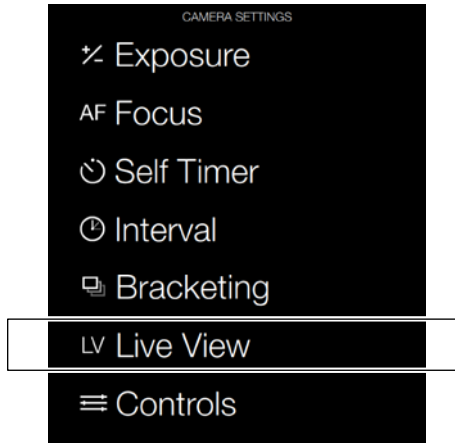 CAMERA SETTINGS
Exposure
AF Focus
Self Timer
Interval
Bracketing
LV Live View
Controls